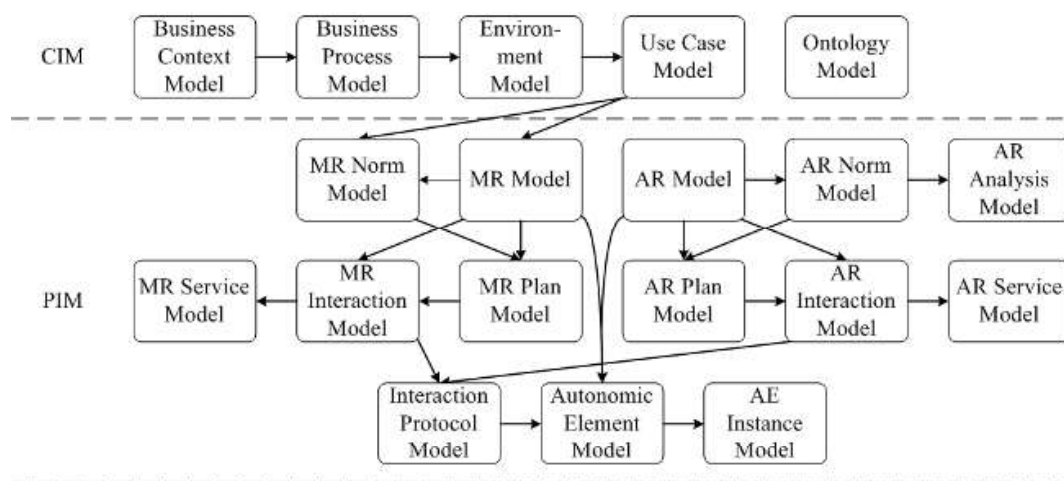 CIM
Business
Context
Model
Business
Process
Model
Environ-
ment
Model
Use Case
Model
Ontology
Model
MR Norm
Model
MR Model
AR Model
AR Norm
Model
AR
Analysis
Model
PIM
MR Service
Model
MR
Interaction
Model
MR Plan
Model
AR Plan
Model
AR
Interaction
Model
AR Service
Model
Interaction
Protocol
Model
Autonomic
Element
Model
AE
Instance
Model